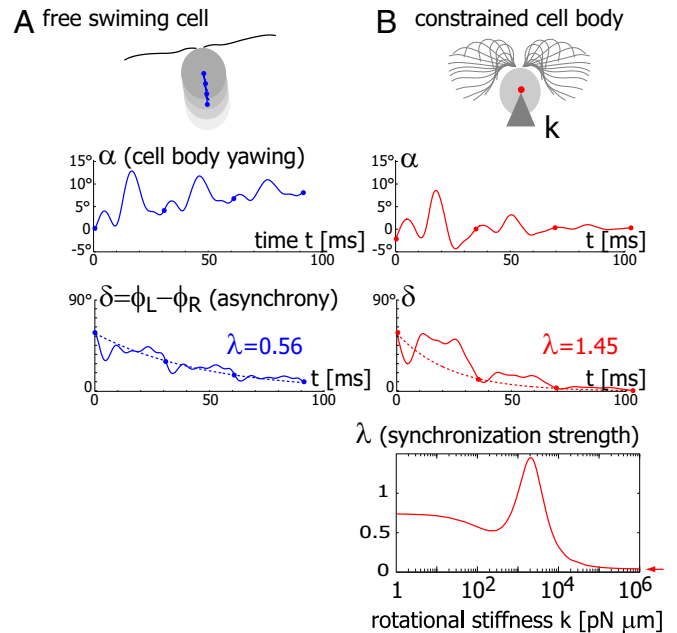 A free swiming cell
B constrained cell body
k
α (cell body yawing)
15°
10°
5°
0
-5°
time t [ms]
0 50 100
α
15°
10°
5°
0
-5°
t [ms]
0 50 100
δ=ϕL−ϕR (asynchrony)
90°
λ=0.56
0
t [ms]
0 50 100
δ
90°
λ=1.45
0
t [ms]
0 50 100
λ (synchronization strength)
1
0.5
0
1 10² 10⁴ 10⁶
rotational stiffness k [pN μm]